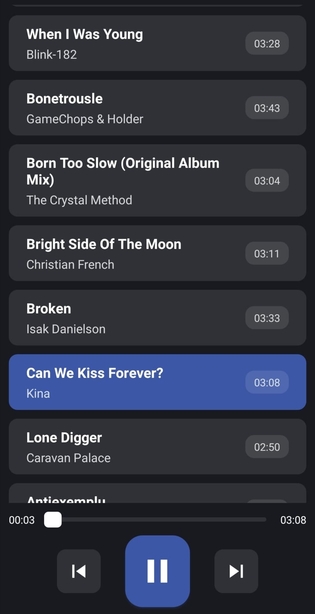 When I Was Young
Blink-182
03:28
Bonetrousle
GameChops & Holder
03:43
Born Too Slow (Original Album
Mix)
The Crystal Method
03:04
Bright Side Of The Moon
Christian French
03:11
Broken
Isak Danielson
03:33
Can We Kiss Forever?
Kina
03:08
Lone Digger
Caravan Palace
02:50
Antiexemplu
00:03
03:08